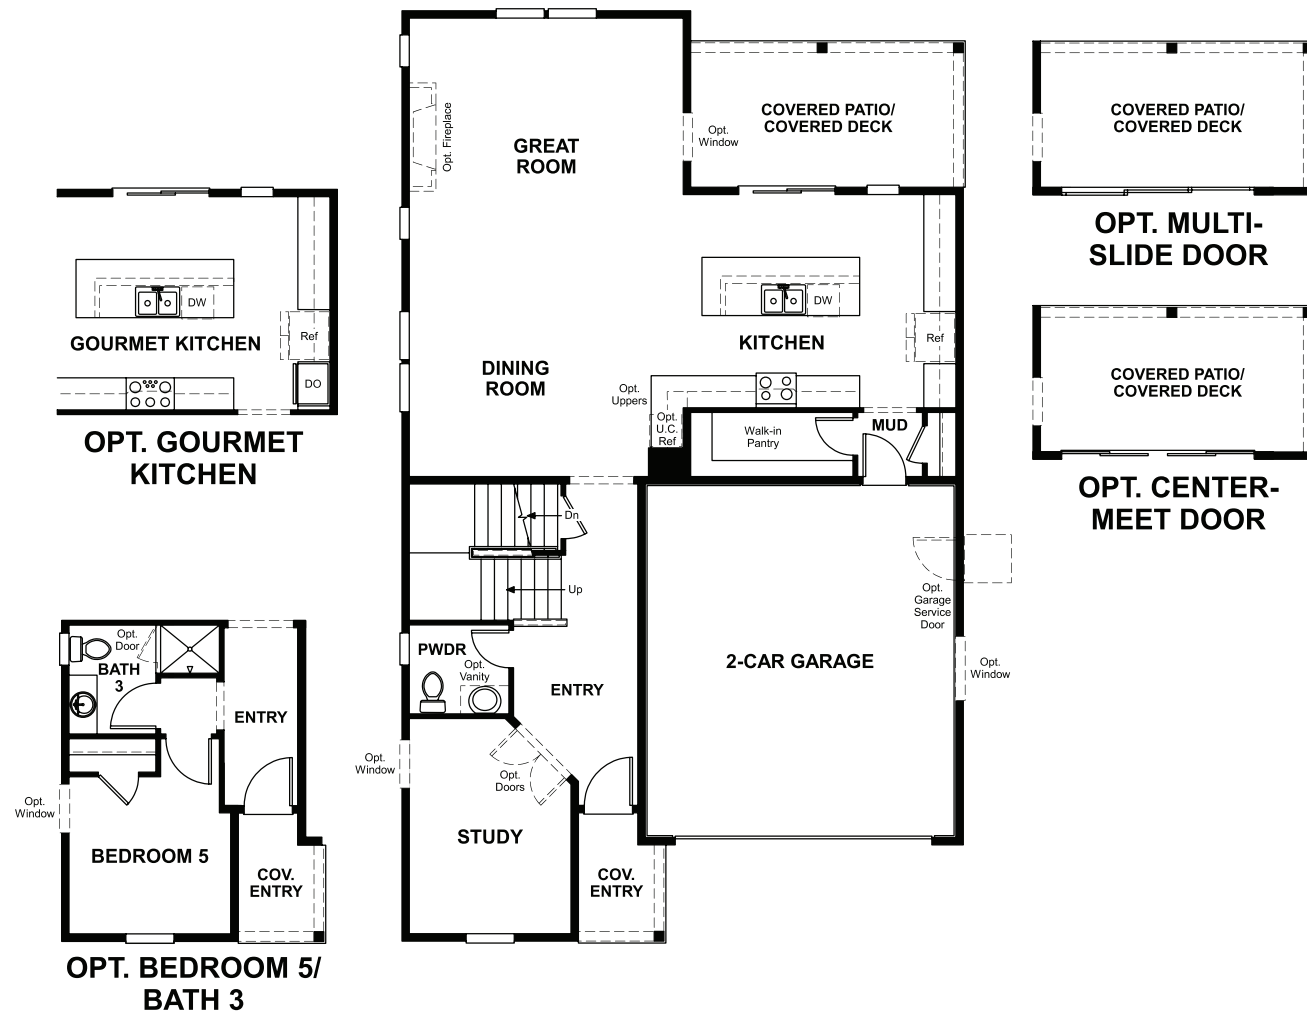 COVERED PATIO/
COVERED DECK
Opt.
Window
GREAT
ROOM
Opt. Fireplace
DINING
ROOM
KITCHEN
DW
Ref
Opt.
Uppers
Opt.
U.C.
Ref
Walk-in
Pantry
MUD
Dn
Up
PWDR
Opt.
Vanity
ENTRY
2-CAR GARAGE
Opt.
Garage
Service
Door
Opt.
Window
Opt.
Window
Opt.
Doors
STUDY
COV.
ENTRY
DW
Ref
DO
GOURMET KITCHEN
OPT. GOURMET
KITCHEN
Opt.
Door
BATH
3
ENTRY
Opt.
Window
BEDROOM 5
COV.
ENTRY
OPT. BEDROOM 5/
BATH 3
COVERED PATIO/
COVERED DECK
OPT. MULTI-
SLIDE DOOR
COVERED PATIO/
COVERED DECK
OPT. CENTER-
MEET DOOR